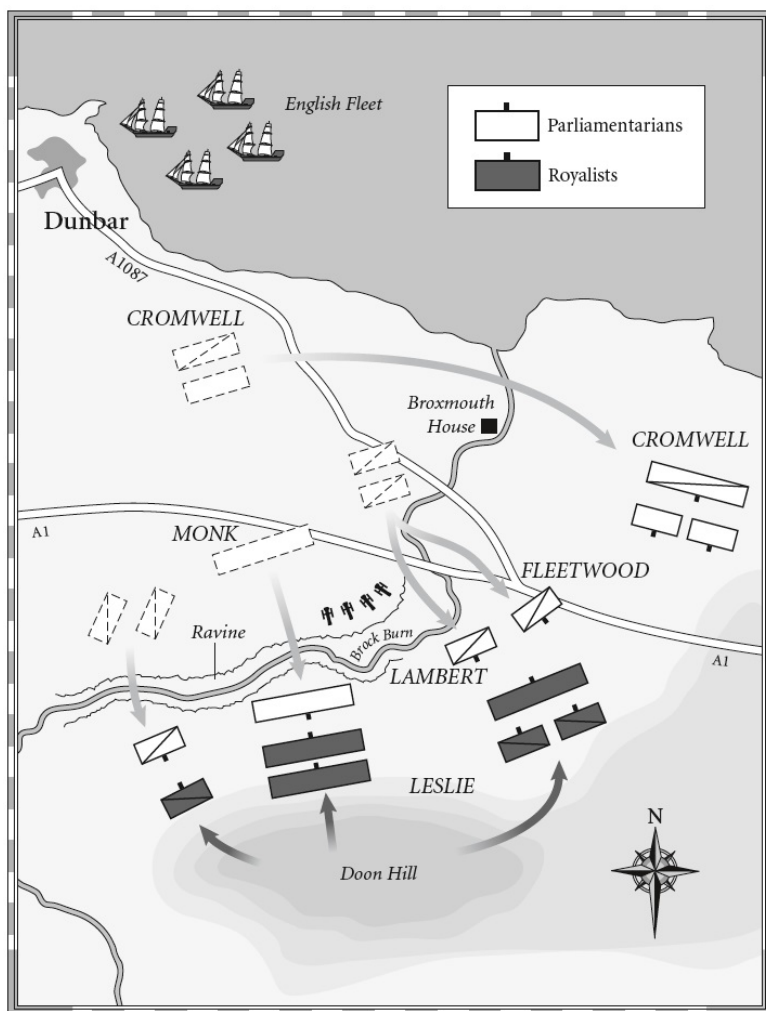 English Fleet
Parliamentarians
Royalists
Dunbar
A1087
CROMWELL
Broxmouth
House
CROMWELL
A1
MONK
FLEETWOOD
Ravine
Brock Burn
LAMBERT
A1
LESLIE
N
Doon Hill